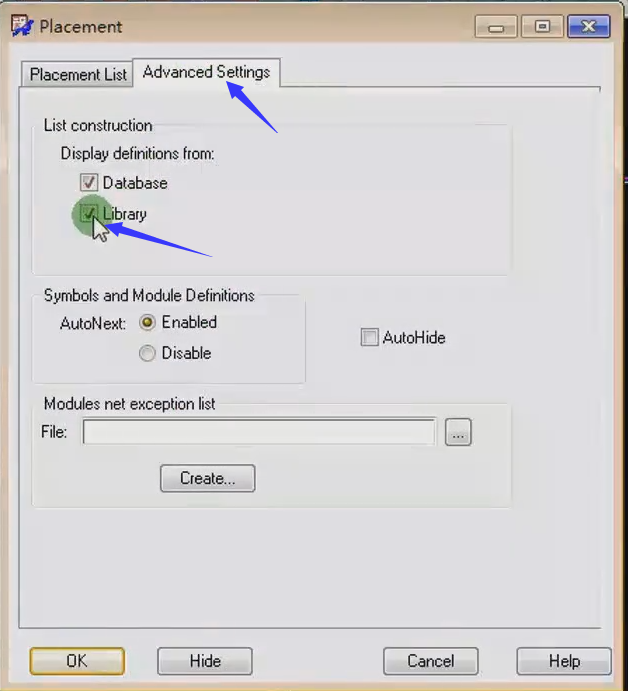 Placement
Placement List
Advanced Settings
List construction
Display definitions from:
Database
Library
Symbols and Module Definitions
AutoNext:
Enabled
Disable
AutoHide
Modules net exception list
File:
...
Create...
OK
Hide
Cancel
Help